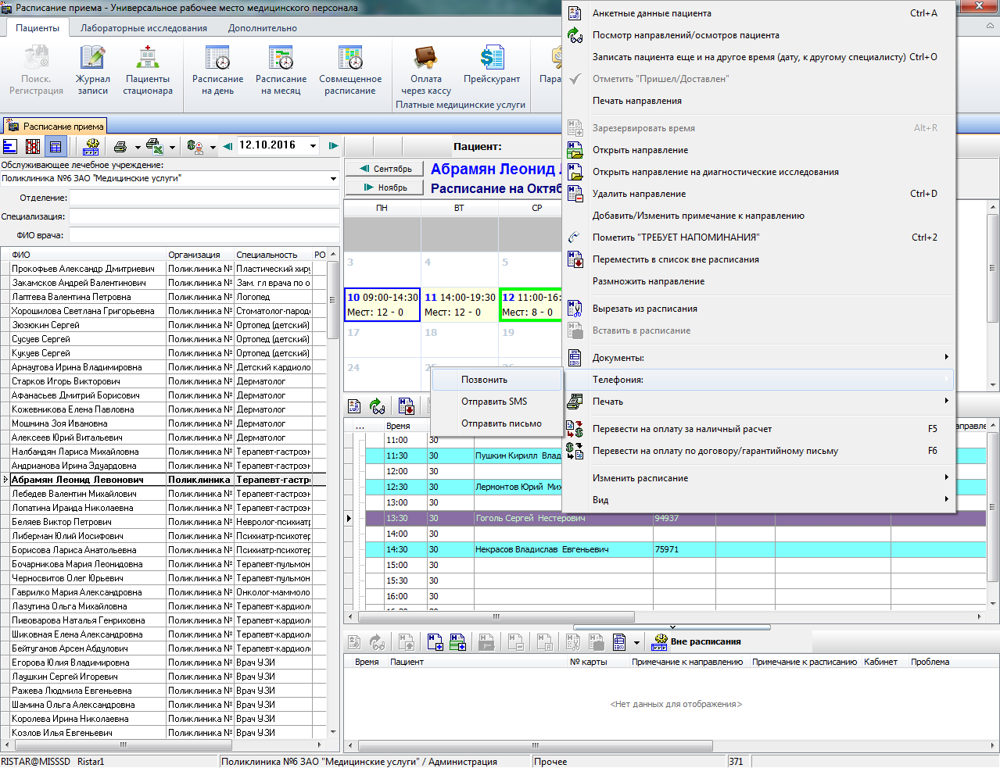 Расписание приема - Универсальное рабочее место медицинского персонала
Пациенты
Лабораторные исследования
Дополнительно
Поиск. Регистрация
Журнал записи
Пациенты стационара
Расписание на день
Расписание на месяц
Совмещенное расписание
Оплата через кассу
Прейскурант
Пара
Платные медицинские услуги
Расписание приема
12.10.2016
Пациент:
Обслуживающее лечебное учреждение:
Поликлиника №6 ЗАО "Медицинские услуги"
Отделение:
Специализация:
ФИО врача:
ФИО Организация Специальность РО
Прокофьев Александр Дмитриевич Поликлиника № Пластический хиру
Закамсков Андрей Валентинович Поликлиника № Зам. гл врача по о
Лаптева Валентина Петровна Поликлиника № Логопед
Хорошилова Светлана Григорьевна Поликлиника № Стоматолог-парод
Зюзюкин Сергей Поликлиника № Ортопед (детский)
Сусуев Сергей Поликлиника № Ортопед (детский)
Кукуев Сергей Поликлиника № Ортопед (детский)
Арнаутова Ирина Владимировна Поликлиника № Детский кардиоло
Старков Игорь Викторович Поликлиника № Дерматолог
Афанасьев Дмитрий Борисович Поликлиника № Дерматолог
Кожевникова Елена Павловна Поликлиника № Дерматолог
Мошнина Зоя Ивановна Поликлиника № Дерматолог
Алексеев Юрий Витальевич Поликлиника № Дерматолог
Налбандян Лариса Михайловна Поликлиника № Терапевт-гастроэн
Андрианова Ирина Эдуардовна Поликлиника № Терапевт-гастроэн
Абрамян Леонид Левонович Поликлиника Терапевт-гастр
Лебедев Валентин Михайлович Поликлиника № Терапевт-гастроэн
Лопатина Ираида Николаевна Поликлиника № Терапевт-гастроэн
Беляев Виктор Петрович Поликлиника № Невролог-психиатр
Либерман Юлий Иосифович Поликлиника № Психиатр-психотер
Борисова Лариса Анатольевна Поликлиника № Психиатр-психотер
Бочарникова Мария Леонидовна Поликлиника № Терапевт-пульмон
Черносвитов Олег Юрьевич Поликлиника № Терапевт-пульмон
Гаврилко Мария Александровна Поликлиника № Онколог-маммоло
Лазутина Ольга Михайловна Поликлиника № Терапевт-кардиол
Пивоварова Наталья Генриховна Поликлиника № Терапевт-кардиол
Шиковная Елена Александровна Поликлиника № Терапевт-кардиол
Бейтуганов Арсен Абдулович Поликлиника № Терапевт-кардиол
Егорова Юлия Владимировна Поликлиника № Врач УЗИ
Лаушкин Сергей Игоревич Поликлиника № Врач УЗИ
Ражева Людмила Евгеньевна Поликлиника № Врач УЗИ
Шамина Ольга Александровна Поликлиника № Врач УЗИ
Королева Ирина Николаевна Поликлиника № Врач УЗИ
Козлов Илья Евгеньевич Поликлиника № Врач УЗИ
Сентябрь
Ноябрь
Абрамян Леонид
Расписание на Октяб
ПН ВТ СР
3 4 5
10 09:00-14:30 11 14:00-19:30 12 11:00-16:
Мест: 12 - 0 Мест: 12 - 0 Мест: 8 - 0
17 18 19
24 25 26
Анкетные данные пациента Ctrl+A
Посмотр направлений/осмотров пациента
Записать пациента еще и на другое время (дату, к другому специалисту) Ctrl+O
Отметить "Пришел/Доставлен"
Печать направления
Зарезервировать время Alt+R
Открыть направление
Открыть направление на диагностические исследования
Удалить направление Ctrl+D
Добавить/Изменить примечание к направлению
Пометить "ТРЕБУЕТ НАПОМИНАНИЯ" Ctrl+2
Переместить в список вне расписания
Размножить направление
Вырезать из расписания
Вставить в расписание
Документы:
Телефония:
Печать
Перевести на оплату за наличный расчет F5
Перевести на оплату по договору/гарантийному письму F6
Изменить расписание
Вид
Позвонить
Отправить SMS
Отправить письмо
... Время
11:00 30
11:30 30 Пушкин Кирилл Влад
12:00 30
12:30 30 Лермонтов Юрий Мих
13:00 30
13:30 30 Гоголь Сергей Нестерович 94937
14:00 30
14:30 30 Некрасов Владислав Евгеньевич 75971
15:00 30
15:30 30
16:00 30
Вне расписания
Время Пациент № карты Примечание к направлению Примечание к расписанию Кабинет Проблема
<Нет данных для отображения>
RISTAR@MISSSD Ristar1
Поликлиника №6 ЗАО "Медицинские услуги" / Администрация
Прочее
371